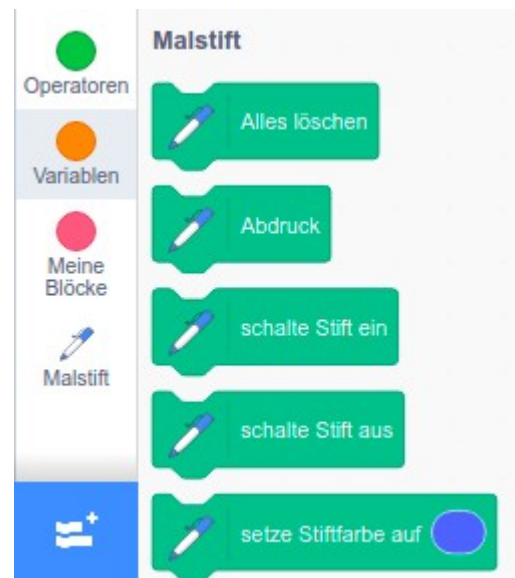 Operatoren
Variablen
Meine
Blöcke
Malstift
Malstift
Alles löschen
Abdruck
schalte Stift ein
schalte Stift aus
setze Stiftfarbe auf